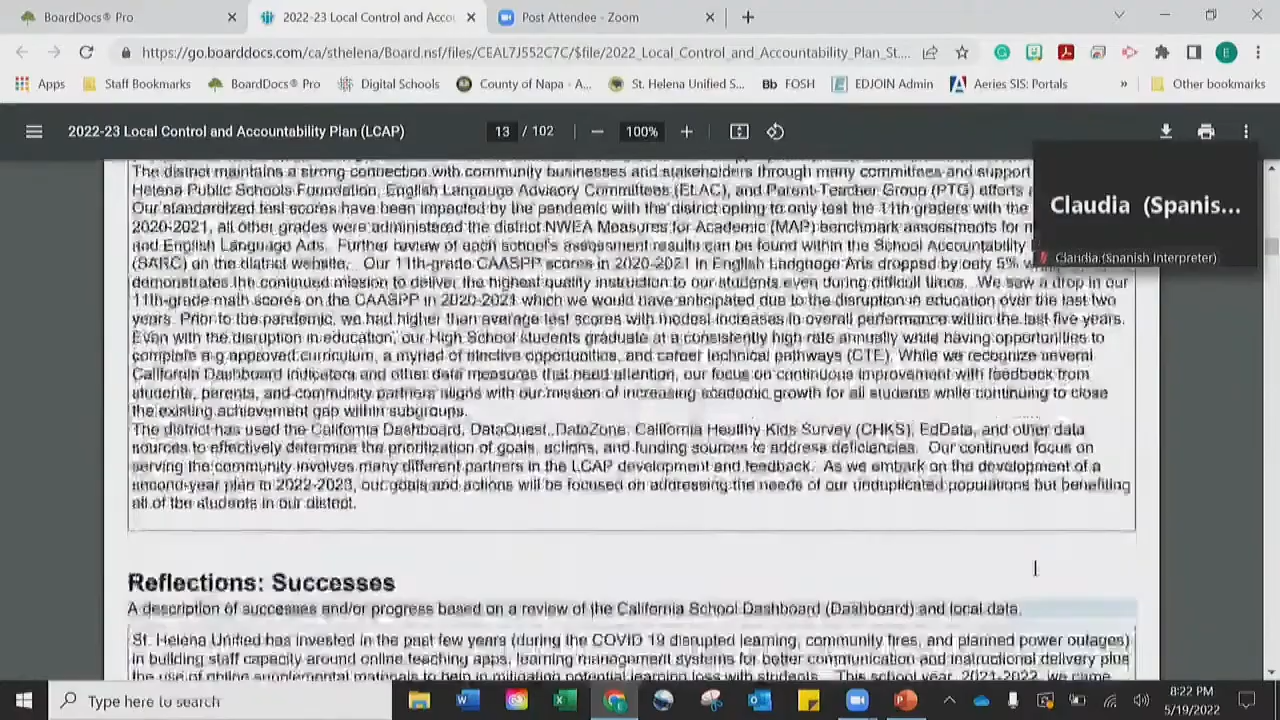 BoardDocs® Pro
2022-23 Local Control and Accou
Post Attendee - Zoom
https://go.boarddocs.com/ca/sthelena/Board.nsf/files/CEAL7J552C7C/$file/2022_Local_Control_and_Accountability_Plan_St....
E
Apps Staff Bookmarks BoardDocs® Pro Digital Schools County of Napa - A... St. Helena Unified S... Bb FOSH EDJOIN Admin Aeries SIS: Portals » Other bookmarks
2022-23 Local Control and Accountability Plan (LCAP) 13 / 102 100%
The district maintains a strong connection with community businesses and stakeholders through many committees and support
Helena Public Schools Foundation, English Language Advisory Committees (ELAC), and Parent-Teacher Group (PTG) efforts
Our standardized test scores have been impacted by the pandemic with the district opting to only test the 11th graders with the
2020-2021, all other grades were administered the district NWEA Measures for Academic (MAP) benchmark assessments for
and English Language Arts. Further review of each school's assessment results can be found within the School Accountability
(SARC) on the district website. Our 11th-grade CAASPP scores in 2020-2021 in English Language Arts dropped by only 5%
demonstrates the continued mission to deliver the highest quality instruction to our students even during difficult times. We saw a drop in our
11th-grade math scores on the CAASPP in 2020-2021 which we would have anticipated due to the disruption in education over the last two
years. Prior to the pandemic, we had higher than average test scores with modest increases in overall performance within the last five years.
Even with the disruption in education, our High School students graduate at a consistently high rate annually while having opportunities to
complete a-g approved curriculum, a myriad of elective opportunities, and career technical pathways (CTE). While we recognize several
California Dashboard Indicators and other data measures that need attention, our focus on continuous improvement with feedback from
students, parents, and community partners aligns with our mission of increasing academic growth for all students while continuing to close
the existing achievement gap within subgroups.
The district has used the California Dashboard, DataQuest, DataZone, California Healthy Kids Survey (CHKS), EdData, and other data
sources to effectively determine the prioritization of goals, actions, and funding sources to address deficiencies. Our continued focus on
serving the community involves many different partners in the LCAP development and feedback. As we embark on the development of a
second-year plan in 2022-2023, our goals and actions will be focused on addressing the needs of our unduplicated populations but benefiting
all of the students in our district.
Claudia (Spanis...
Claudia (Spanish Interpreter)
Reflections: Successes
A description of successes and/or progress based on a review of the California School Dashboard (Dashboard) and local data.
St. Helena Unified has invested in the past few years (during the COVID 19 disrupted learning, community fires, and planned power outages)
in building staff capacity around online teaching apps, learning management systems for better communication and instructional delivery plus
the use of online supplemental materials to help in mitigating potential learning loss with students. This school year, 2021-2022, we came
Type here to search
8:22 PM
5/19/2022